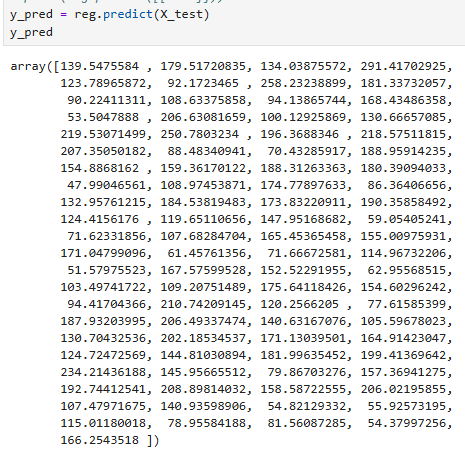 y_pred = reg.predict(X_test)
y_pred
array([139.5475584 , 179.51720835, 134.03875572, 291.41702925,
123.78965872, 92.1723465 , 258.23238899, 181.33732057,
90.22411311, 108.63375858, 94.13865744, 168.43486358,
53.5047888 , 206.63081659, 100.12925869, 130.66657085,
219.53071499, 250.7803234 , 196.3688346 , 218.57511815,
207.35050182, 88.48340941, 70.43285917, 188.95914235,
154.8868162 , 159.36170122, 188.31263363, 180.39094033,
47.99046561, 108.97453871, 174.77897633, 86.36406656,
132.95761215, 184.53819483, 173.83220911, 190.35858492,
124.4156176 , 119.65110656, 147.95168682, 59.05405241,
71.62331856, 107.68284704, 165.45365458, 155.00975931,
171.04799096, 61.45761356, 71.66672581, 114.96732206,
51.57975523, 167.57599528, 152.52291955, 62.95568515,
103.49741722, 109.20751489, 175.64118426, 154.60296242,
94.41704366, 210.74209145, 120.2566205 , 77.61585399,
187.93203995, 206.49337474, 140.63167076, 105.59678023,
130.70432536, 202.18534537, 171.13039501, 164.91423047,
124.72472569, 144.81030894, 181.99635452, 199.41369642,
234.21436188, 145.95665512, 79.86703276, 157.36941275,
192.74412541, 208.89814032, 158.58722555, 206.02195855,
107.47971675, 140.93598906, 54.82129332, 55.92573195,
115.01180018, 78.95584188, 81.56087285, 54.37997256,
166.2543518 ])